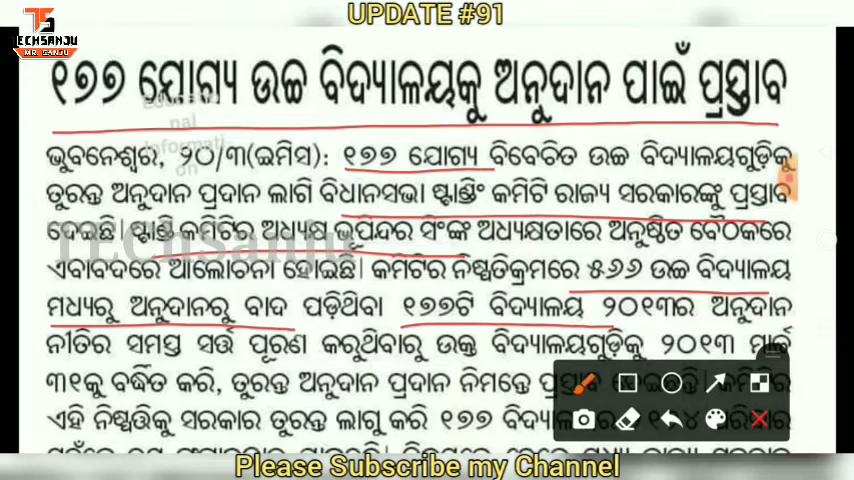 UPDATE #91
TECHSANJU
MR. SANJU
୧୭୭ ଯୋଗ୍ୟ ଉଚ୍ଚ ବିଦ୍ୟାଳୟକୁ ଅନୁଦାନ ପାଇଁ ପ୍ରସ୍ତାବ
ଭୁବନେଶ୍ୱର, ୨୦/୩(ଇମିସ): ୧୭୭ ଯୋଗ୍ୟ ବିବେଚିତ ଉଚ୍ଚ ବିଦ୍ୟାଳୟଗୁଡ଼ିକୁ
ତୁରନ୍ତ ଅନୁଦାନ ପ୍ରଦାନ ଲାଗି ବିଧାନସଭା ଷ୍ଟାଣ୍ଡିଂ କମିଟି ରାଜ୍ୟ ସରକାରଙ୍କୁ ପ୍ରସ୍ତାବ
ଦେଇଛି। ଷ୍ଟାଣ୍ଡି କମିଟିର ଅଧ୍ୟକ୍ଷ ଭୂପିନ୍ଦର ସିଂଙ୍କ ଅଧ୍ୟକ୍ଷତାରେ ଅନୁଷ୍ଠିତ ବୈଠକରେ
TECHSanju
ଏବାବଦରେ ଆଲୋଚନା ହୋଇଛି। କମିଟିର ନିଷ୍ପତିକ୍ରମରେ ୫୬୬ ଉଚ୍ଚ ବିଦ୍ୟାଳୟ
ମଧ୍ୟରୁ ଅନୁଦାନରୁ ବାଦ ପଡ଼ିଥିବା ୧୭୭ଟି ବିଦ୍ୟାଳୟ ୨୦୧୩ର ଅନୁଦାନ
ନୀତିର ସମସ୍ତ ସର୍ତ୍ତ ପୂରଣ କରୁଥିବାରୁ ଉକ୍ତ ବିଦ୍ୟାଳୟଗୁଡ଼ିକୁ ୨୦୧୩ ମାର୍ଚ୍ଚ
୩୧କୁ ବର୍ଦ୍ଧିତ କରି, ତୁରନ୍ତ ଅନୁଦାନ ପ୍ରଦାନ ନିମନ୍ତେ
ଏହି ନିଷ୍ପତ୍ତିକୁ ସରକାର ତୁରନ୍ତ ଲାଗୁ କରି ୧୭୭
Please Subscribe my Channel